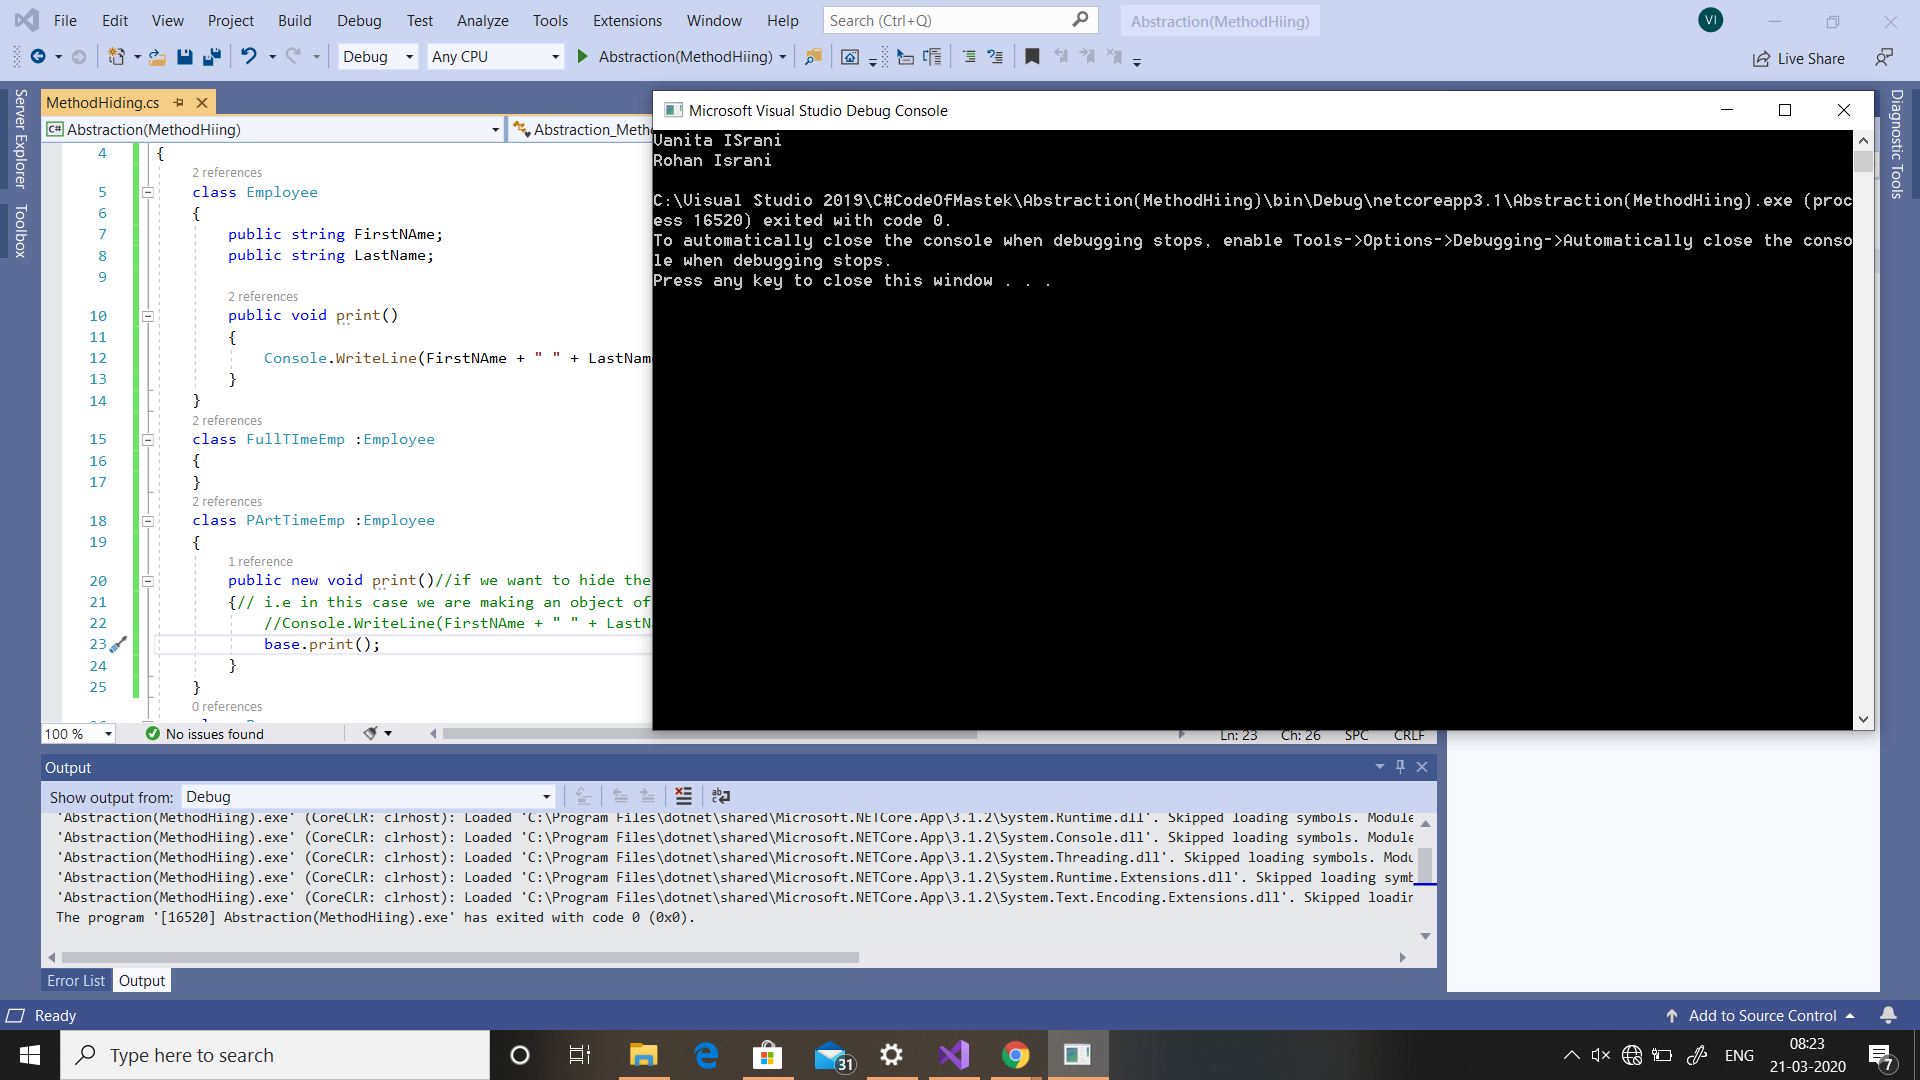 File Edit View Project Build Debug Test Analyze Tools Extensions Window Help Search (Ctrl+Q) Abstraction(MethodHiing) VI
Debug Any CPU Abstraction(MethodHiing) Live Share
Server Explorer
Toolbox
Diagnostic Tools
MethodHiding.cs
C# Abstraction(MethodHiing) Abstraction_Metho
4 {
2 references
5 class Employee
6 {
7 public string FirstNAme;
8 public string LastName;
9
2 references
10 public void print()
11 {
12 Console.WriteLine(FirstNAme + " " + LastName
13 }
14 }
2 references
15 class FullTImeEmp :Employee
16 {
17 }
2 references
18 class PArtTimeEmp :Employee
19 {
1 reference
20 public new void print()//if we want to hide the
21 {// i.e in this case we are making an object of
22 //Console.WriteLine(FirstNAme + " " + LastN
23 base.print();
24 }
25 }
0 references
100 % No issues found Ln: 23 Ch: 26 SPC CRLF
Microsoft Visual Studio Debug Console
Vanita ISrani
Rohan Israni
C:\Visual Studio 2019\C#CodeOfMastek\Abstraction(MethodHiing)\bin\Debug\netcoreapp3.1\Abstraction(MethodHiing).exe (proc
ess 16520) exited with code 0.
To automatically close the console when debugging stops, enable Tools->Options->Debugging->Automatically close the conso
le when debugging stops.
Press any key to close this window . . .
Output
Show output from: Debug
'Abstraction(MethodHiing).exe' (CoreCLR: clrhost): Loaded 'C:\Program Files\dotnet\shared\Microsoft.NETCore.App\3.1.2\System.Runtime.dll'. Skipped loading symbols. Module
'Abstraction(MethodHiing).exe' (CoreCLR: clrhost): Loaded 'C:\Program Files\dotnet\shared\Microsoft.NETCore.App\3.1.2\System.Console.dll'. Skipped loading symbols. Module
'Abstraction(MethodHiing).exe' (CoreCLR: clrhost): Loaded 'C:\Program Files\dotnet\shared\Microsoft.NETCore.App\3.1.2\System.Threading.dll'. Skipped loading symbols. Modu
'Abstraction(MethodHiing).exe' (CoreCLR: clrhost): Loaded 'C:\Program Files\dotnet\shared\Microsoft.NETCore.App\3.1.2\System.Runtime.Extensions.dll'. Skipped loading symb
'Abstraction(MethodHiing).exe' (CoreCLR: clrhost): Loaded 'C:\Program Files\dotnet\shared\Microsoft.NETCore.App\3.1.2\System.Text.Encoding.Extensions.dll'. Skipped loadin
The program '[16520] Abstraction(MethodHiing).exe' has exited with code 0 (0x0).
Error List Output
Ready Add to Source Control
Type here to search 31 ENG 08:23
21-03-2020 7